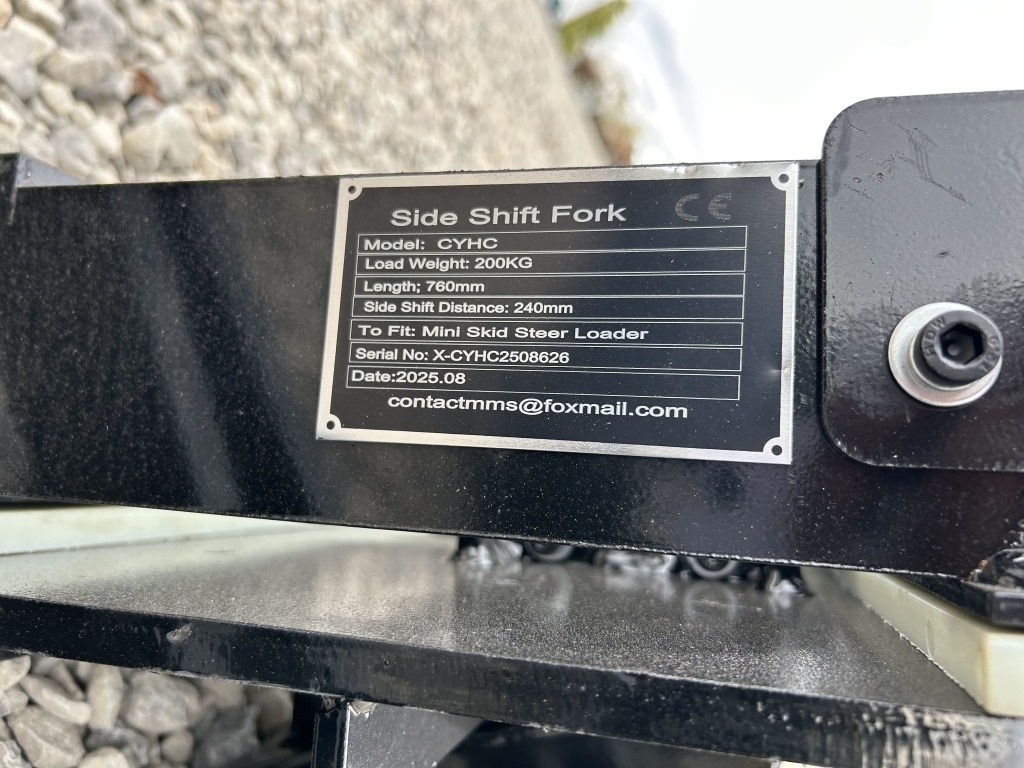 Side Shift Fork CE
Model: CYHC
Load Weight: 200KG
Length; 760mm
Side Shift Distance: 240mm
To Fit: Mini Skid Steer Loader
Serial No: X-CYHC2508626
Date:2025.08
contactmms@foxmail.com